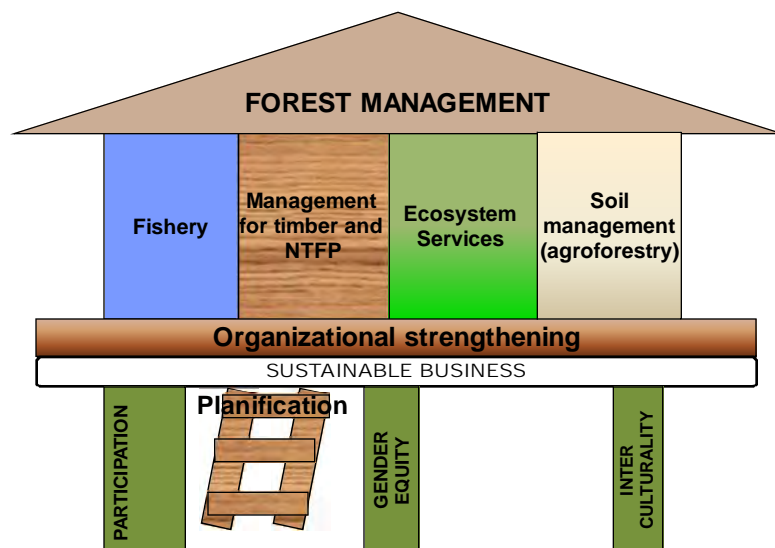 FOREST MANAGEMENT
Fishery
Management
for timber and
NTFP
Ecosystem
Services
Soil
management
(agroforestry)
Organizational strengthening
SUSTAINABLE BUSINESS
Planification
PARTICIPATION
GENDER
EQUITY
INTER
CULTURALITY